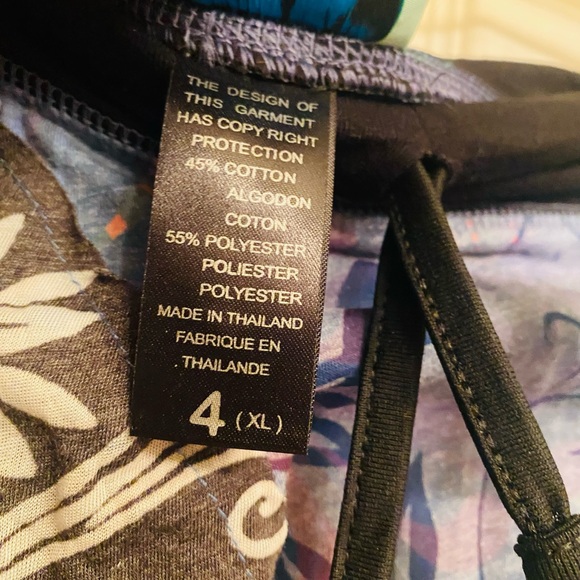 THE DESIGN OF
THIS GARMENT
HAS COPY RIGHT
PROTECTION
45% COTTON
ALGODON
COTON
55% POLYESTER
POLIESTER
POLYESTER
MADE IN THAILAND
FABRIQUE EN
THAILANDE
4 (XL)